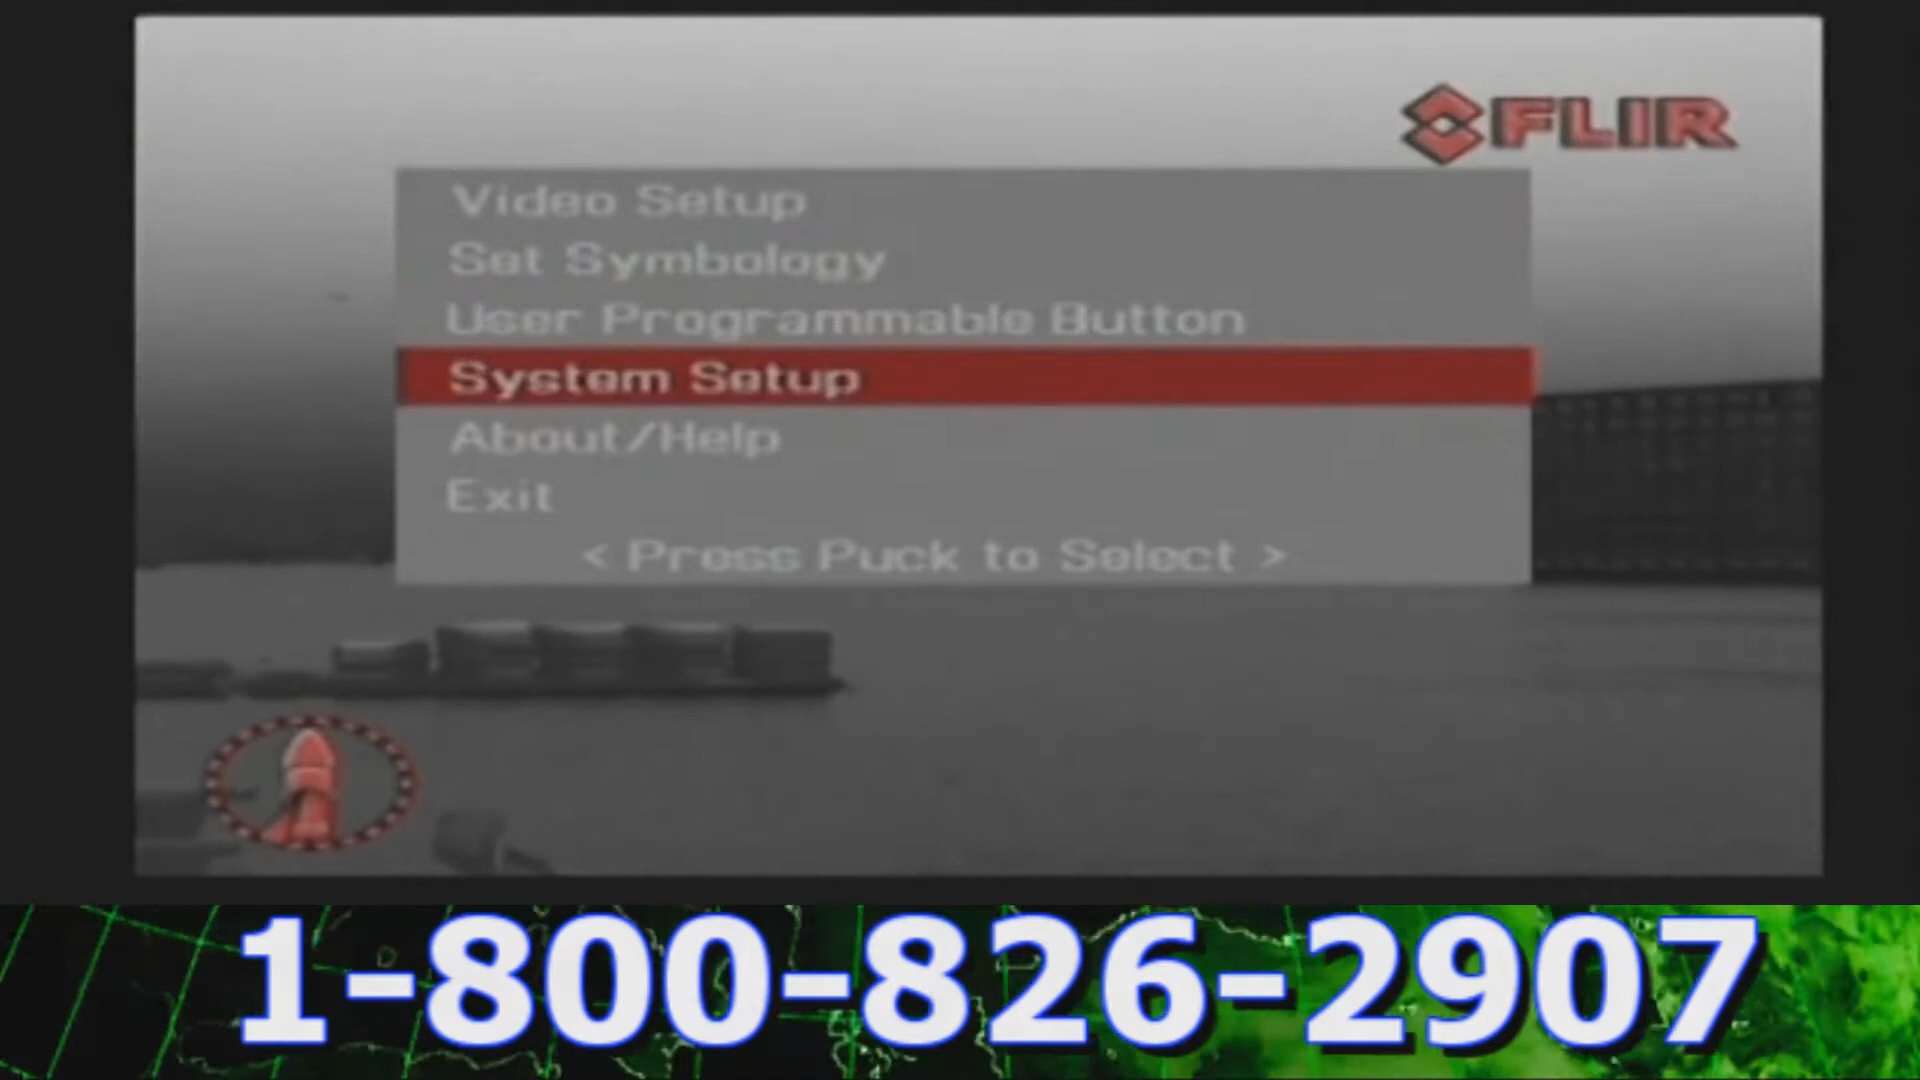 FLIR
Video Setup
Set Symbology
User Programmable Button
System Setup
About/Help
Exit
< Press Puck to Select >
1-800-826-2907